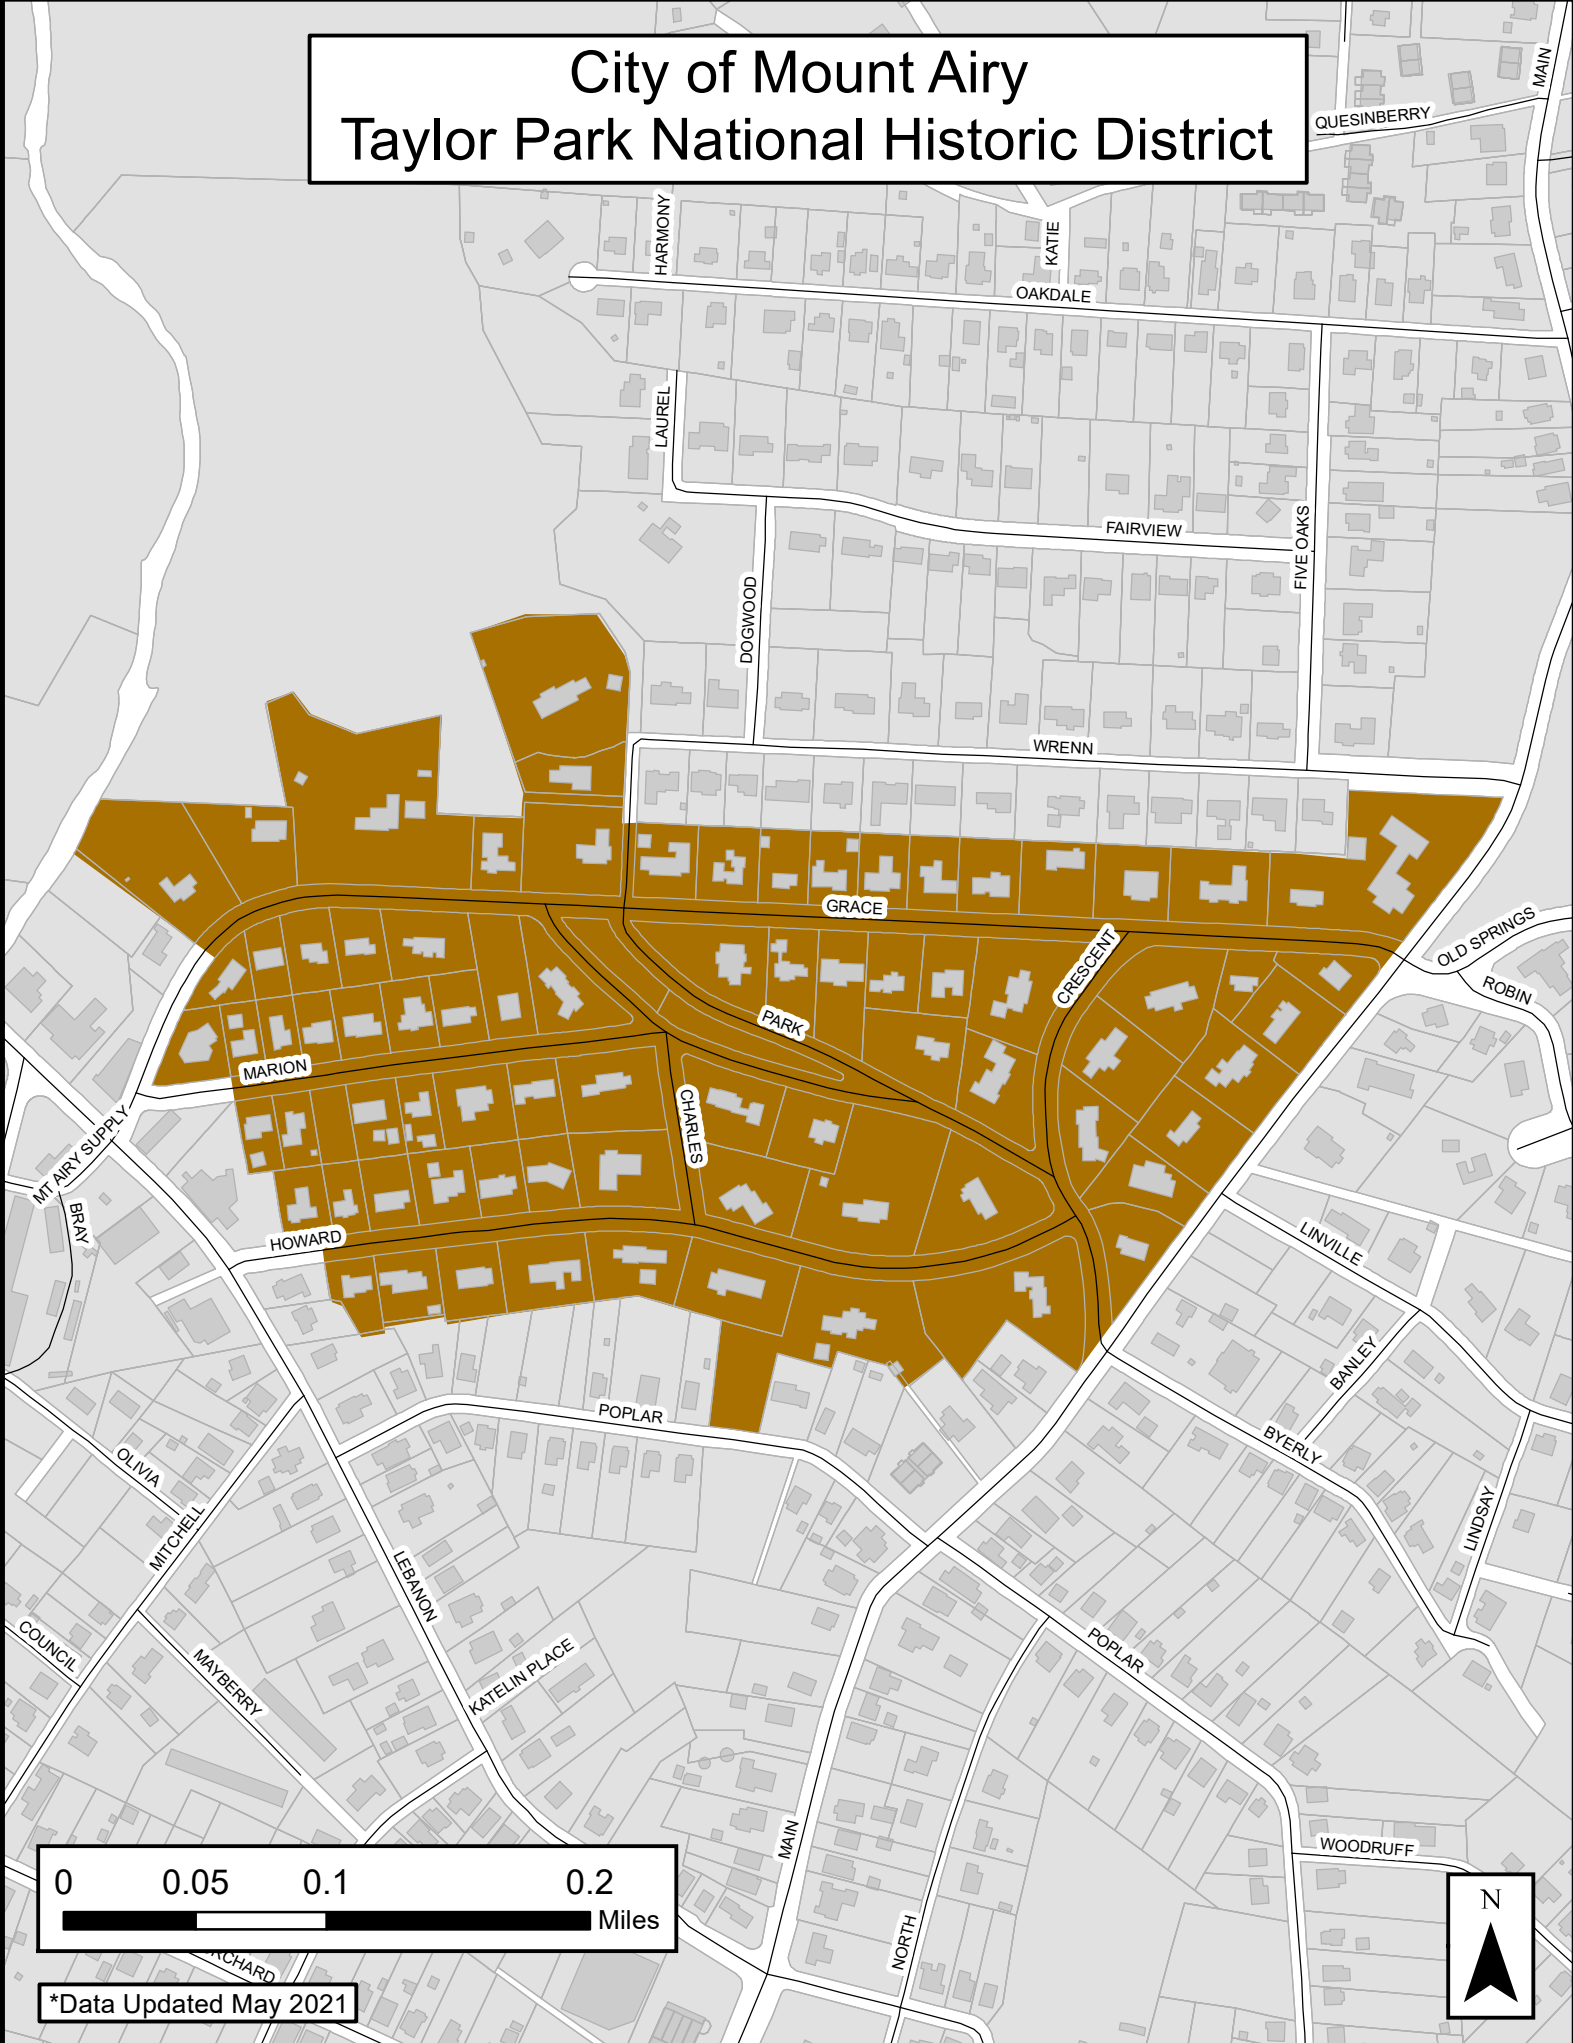 City of Mount Airy
Taylor Park National Historic District
MAIN
QUESINBERRY
HARMONY
KATIE
OAKDALE
LAUREL
FAIRVIEW
FIVE OAKS
DOGWOOD
WRENN
GRACE
CRESCENT
OLD SPRINGS
ROBIN
PARK
MARION
CHARLES
MT AIRY SUPPLY
BRAY
HOWARD
LINVILLE
BANLEY
POPLAR
BYERLY
OLIVIA
MITCHELL
LINDSAY
LEBANON
COUNCIL
MAYBERRY
KATELIN PLACE
POPLAR
MAIN
WOODRUFF
NORTH
0 0.05 0.1 0.2
Miles
N
RCHARD
*Data Updated May 2021